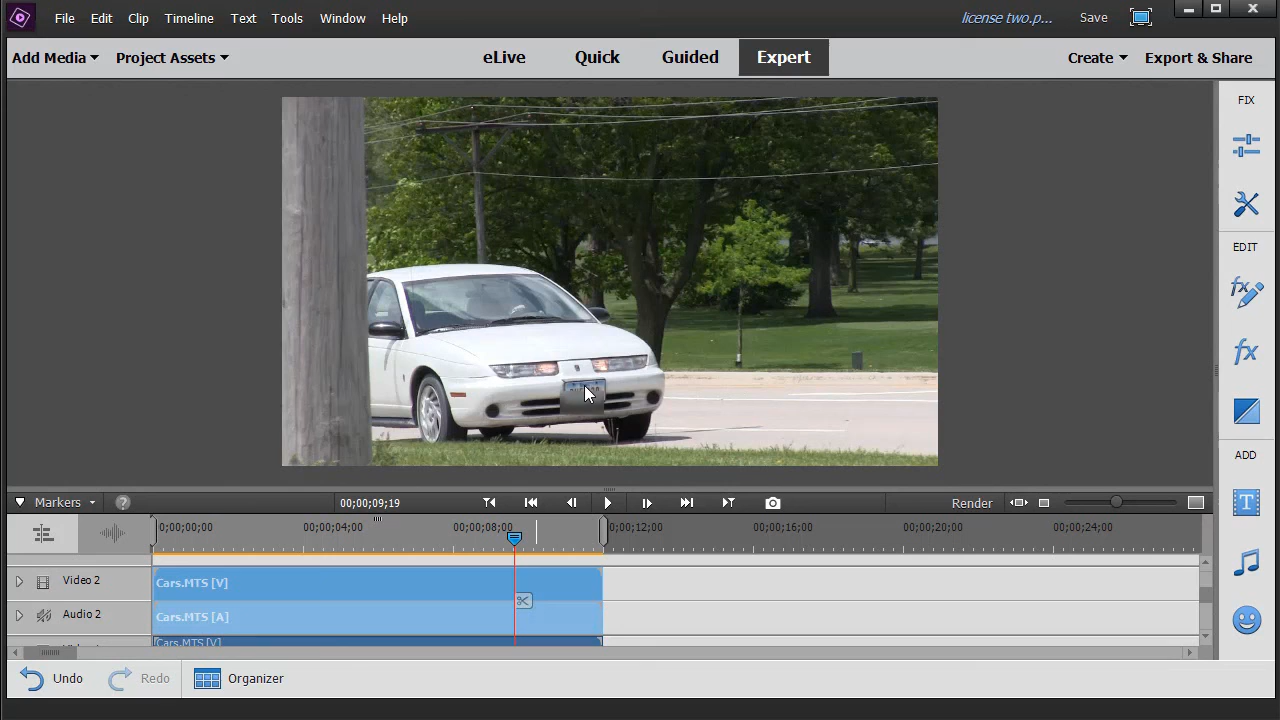 File Edit Clip Timeline Text Tools Window Help license two.p... Save
Add Media Project Assets eLive Quick Guided Expert Create Export & Share
FIX
EDIT
fx
ADD
T
Markers ? 00;00;09;19 Render
0;00;00;00 00;00;04;00 00;00;08;00 0;00;12;00 00;00;16;00 00;00;20;00 00;00;24;00
Video 2 Cars.MTS [V]
Audio 2 Cars.MTS [A]
Cars.MTS [V]
Undo Redo Organizer